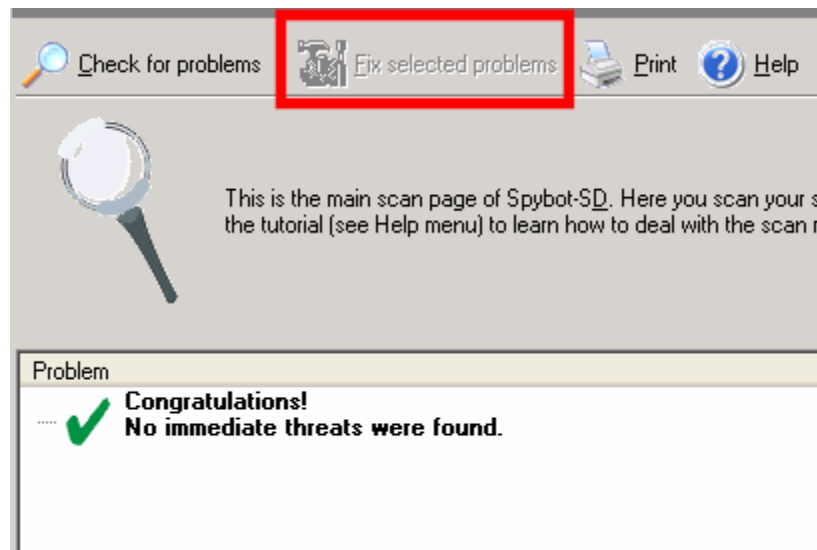 Check for problems Fix selected problems Print Help
This is the main scan page of Spybot-SD. Here you scan your
the tutorial (see Help menu) to learn how to deal with the scan
Problem
Congratulations!
No immediate threats were found.